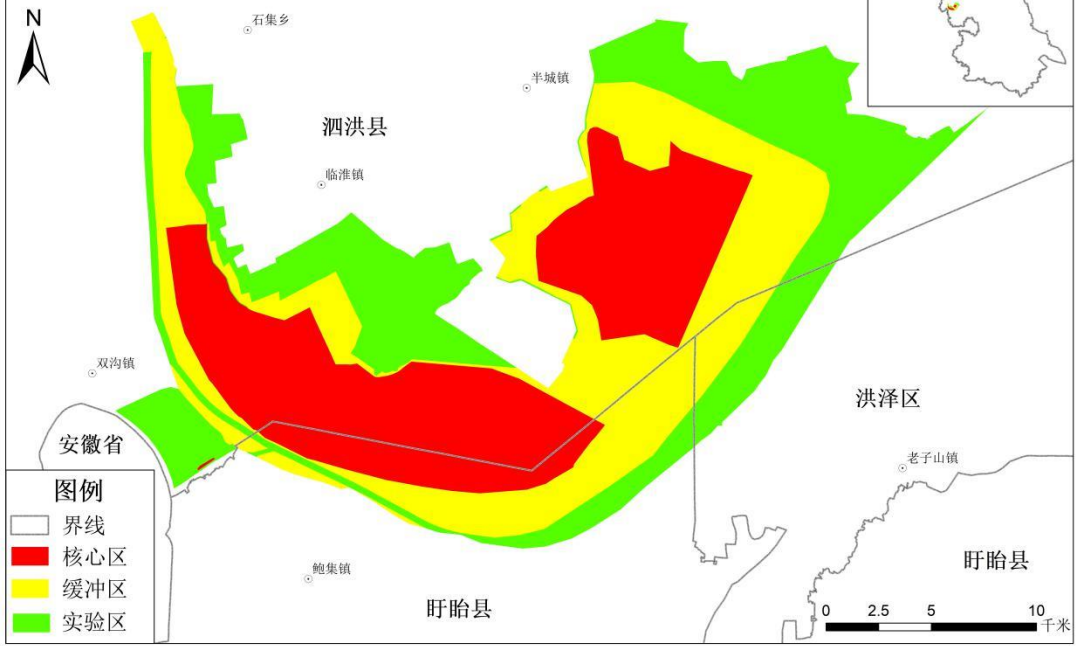 N
石集乡
半城镇
泗洪县
临淮镇
双沟镇
洪泽区
安徽省
老子山镇
图例
界线
核心区
缓冲区
实验区
鲍集镇
盱眙县
盱眙县
0 2.5 5 10
千米